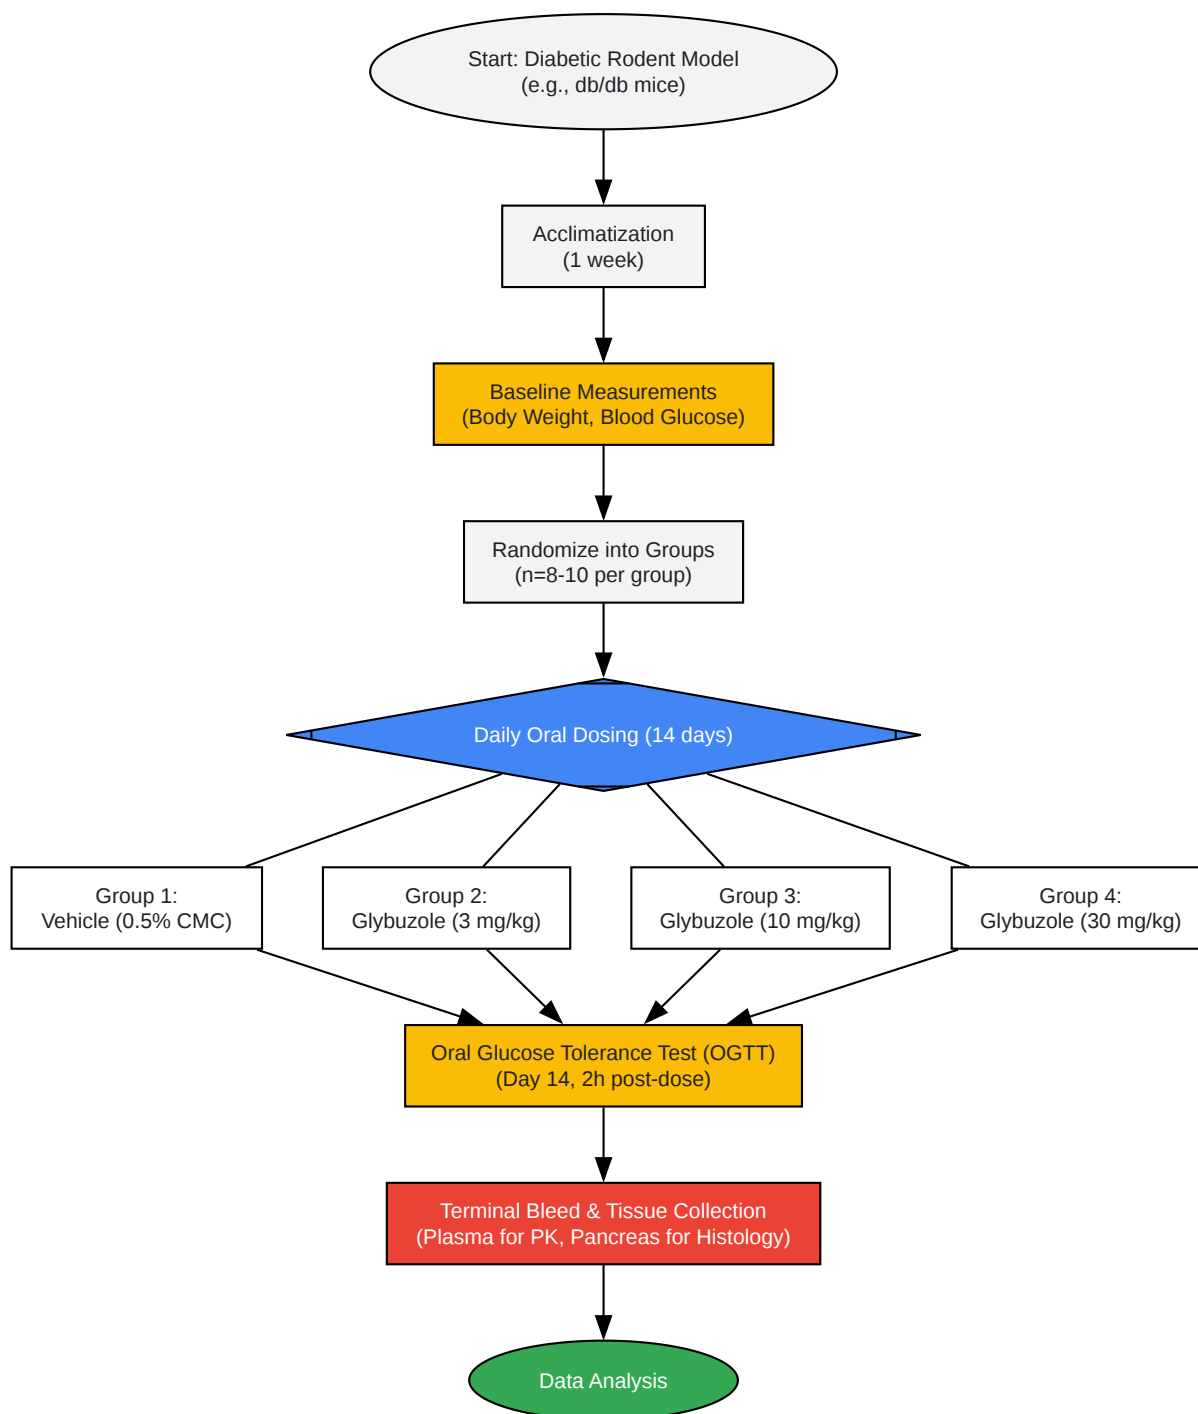 Start: Diabetic Rodent Model
(e.g., db/db mice)
Acclimatization
(1 week)
Baseline Measurements
(Body Weight, Blood Glucose)
Randomize into Groups
(n=8-10 per group)
Daily Oral Dosing (14 days)
Group 1:
Vehicle (0.5% CMC)
Group 2:
Glybuzole (3 mg/kg)
Group 3:
Glybuzole (10 mg/kg)
Group 4:
Glybuzole (30 mg/kg)
Oral Glucose Tolerance Test (OGTT)
(Day 14, 2h post-dose)
Terminal Bleed & Tissue Collection
(Plasma for PK, Pancreas for Histology)
Data Analysis